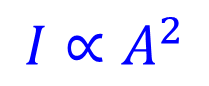 I ∝ A²